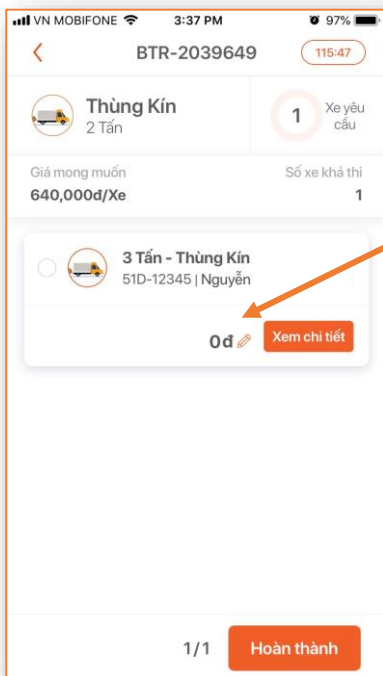 VN MOBIFONE 3:37 PM 97%
BTR-2039649 115:47
Thùng Kín
2 Tấn
1 Xe yêu
cầu
Giá mong muốn Số xe khả thi
640,000đ/Xe 1
3 Tấn - Thùng Kín
51D-12345 | Nguyễn
0đ Xem chi tiết
1/1 Hoàn thành